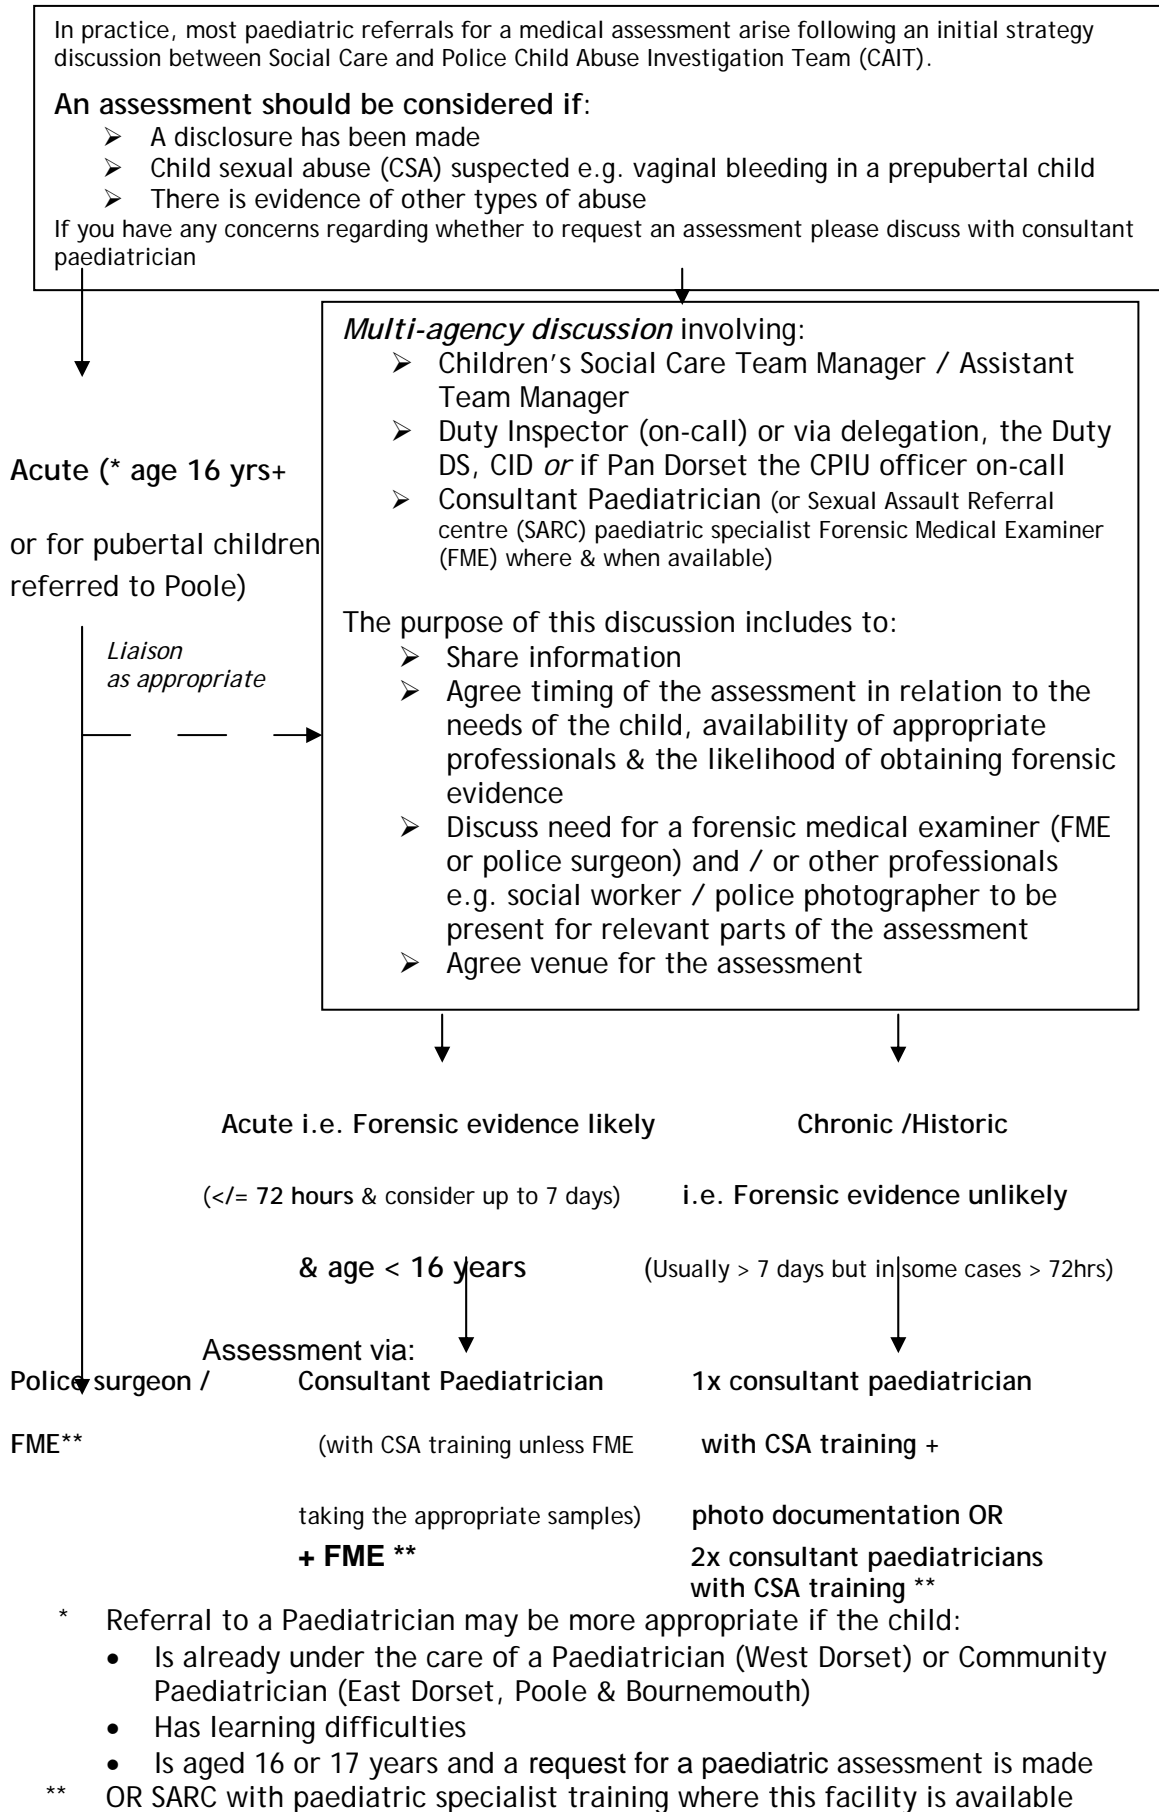 In practice, most paediatric referrals for a medical assessment arise following an initial strategy
discussion between Social Care and Police Child Abuse Investigation Team (CAIT).
An assessment should be considered if:
➢ A disclosure has been made
➢ Child sexual abuse (CSA) suspected e.g. vaginal bleeding in a prepubertal child
➢ There is evidence of other types of abuse
If you have any concerns regarding whether to request an assessment please discuss with consultant
paediatrician
Multi-agency discussion involving:
➢ Children's Social Care Team Manager / Assistant
Team Manager
➢ Duty Inspector (on-call) or via delegation, the Duty
DS, CID or if Pan Dorset the CPIU officer on-call
➢ Consultant Paediatrician (or Sexual Assault Referral
centre (SARC) paediatric specialist Forensic Medical Examiner
(FME) where & when available)
The purpose of this discussion includes to:
➢ Share information
➢ Agree timing of the assessment in relation to the
needs of the child, availability of appropriate
professionals & the likelihood of obtaining forensic
evidence
➢ Discuss need for a forensic medical examiner (FME
or police surgeon) and / or other professionals
e.g. social worker / police photographer to be
present for relevant parts of the assessment
➢ Agree venue for the assessment
Acute (* age 16 yrs+
or for pubertal children
referred to Poole)
Liaison
as appropriate
Acute i.e. Forensic evidence likely
(</= 72 hours & consider up to 7 days)
& age < 16 years
Chronic /Historic
i.e. Forensic evidence unlikely
(Usually > 7 days but in some cases > 72hrs)
Assessment via:
Police surgeon /
FME**
Consultant Paediatrician
(with CSA training unless FME
taking the appropriate samples)
+ FME **
1x consultant paediatrician
with CSA training +
photo documentation OR
2x consultant paediatricians
with CSA training **
* Referral to a Paediatrician may be more appropriate if the child:
• Is already under the care of a Paediatrician (West Dorset) or Community
Paediatrician (East Dorset, Poole & Bournemouth)
• Has learning difficulties
• Is aged 16 or 17 years and a request for a paediatric assessment is made
** OR SARC with paediatric specialist training where this facility is available